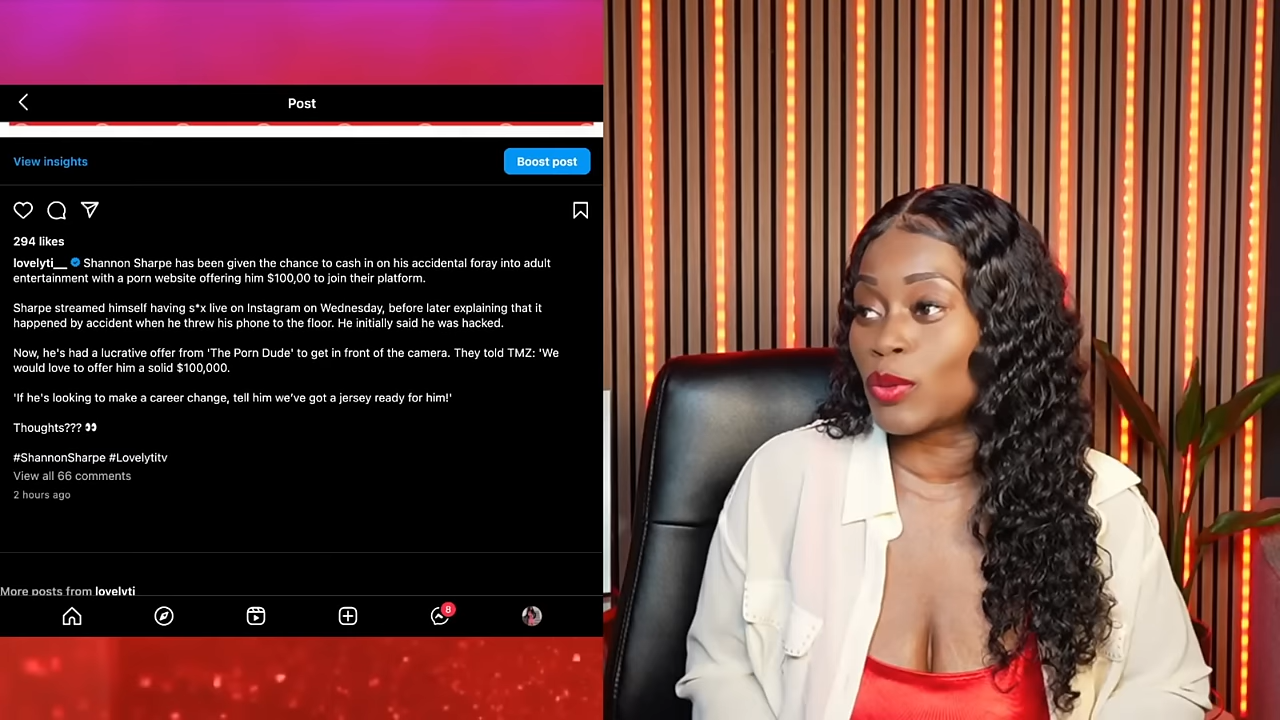 Post
View insights
Boost post
294 likes
lovelyti__ Shannon Sharpe has been given the chance to cash in on his accidental foray into adult
entertainment with a porn website offering him $100,00 to join their platform.
Sharpe streamed himself having s*x live on Instagram on Wednesday, before later explaining that it
happened by accident when he threw his phone to the floor. He initially said he was hacked.
Now, he's had a lucrative offer from 'The Porn Dude' to get in front of the camera. They told TMZ: 'We
would love to offer him a solid $100,000.
'If he's looking to make a career change, tell him we’ve got a jersey ready for him!'
Thoughts??? 👀
#ShannonSharpe #Lovelytitv
View all 66 comments
2 hours ago
More posts from lovelyti
8